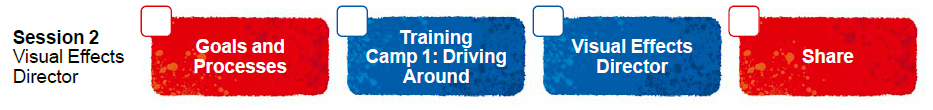 Session 2
Visual Effects
Director
Goals and
Processes
Training
Camp 1: Driving
Around
Visual Effects
Director
Share